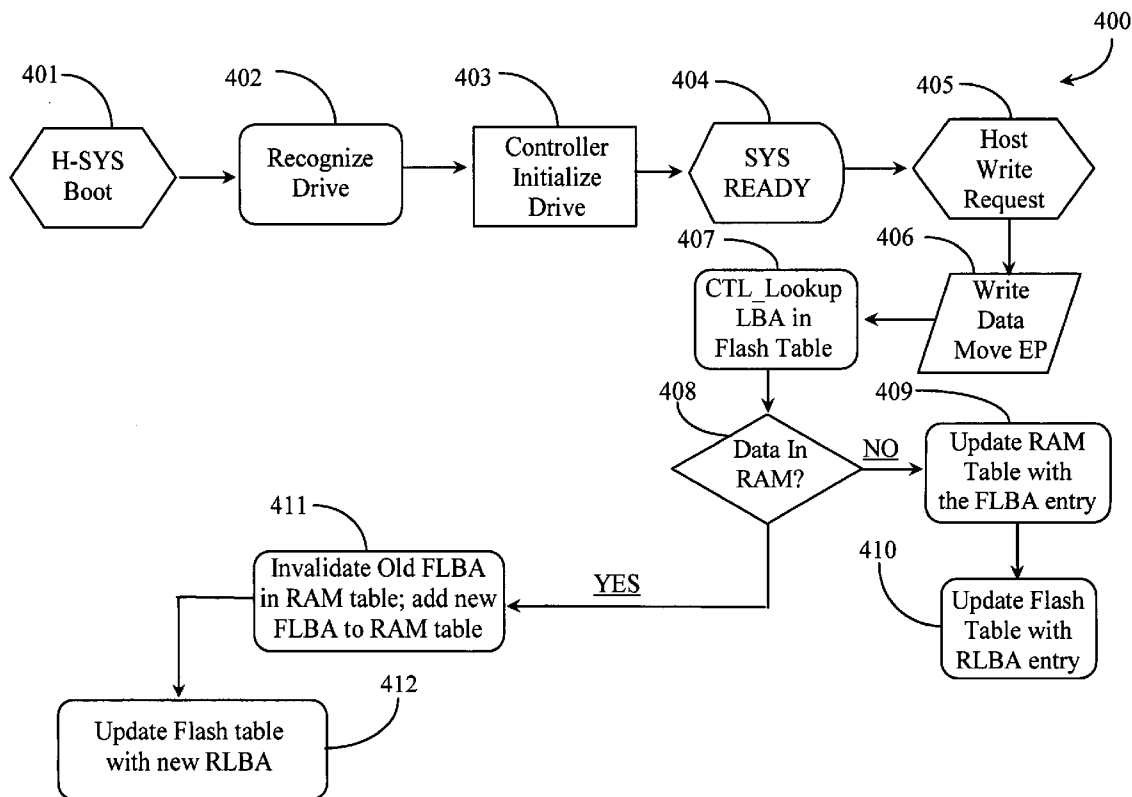 400
401
H-SYS
Boot
402
Recognize
Drive
403
Controller
Initialize
Drive
404
SYS
READY
405
Host
Write
Request
406
Write
Data
Move EP
407
CTL_Lookup
LBA in
Flash Table
408
Data In
RAM?
NO
409
Update RAM
Table with
the FLBA entry
410
Update Flash
Table with
RLBA entry
YES
411
Invalidate Old FLBA
in RAM table; add new
FLBA to RAM table
412
Update Flash table
with new RLBA